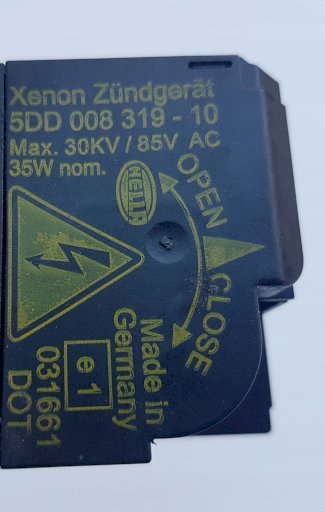 Xenon Zündgerät
5DD 008 319 - 10
Max. 30KV / 85V AC
35W nom.
HELLA
OPEN
CLOSE
Made in
Germany
e 1
031661
DOT